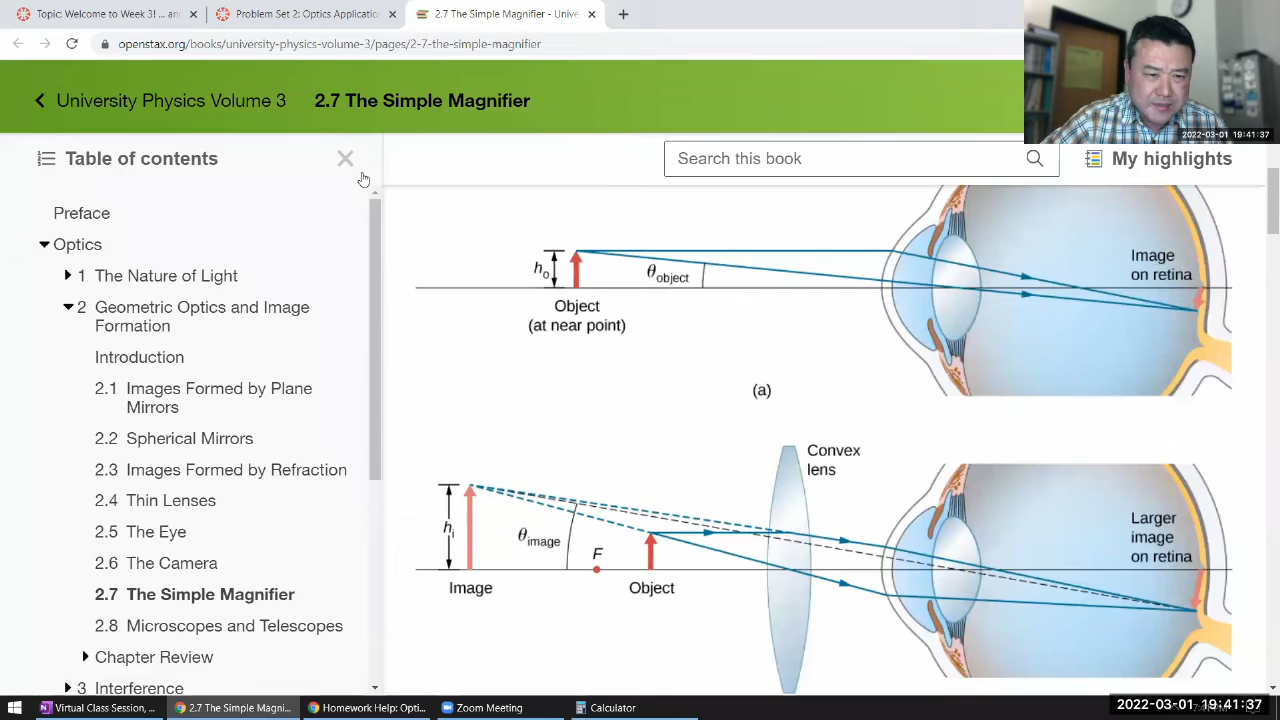 Topic: Welcome to Week 13!... an
Problem Set 2: Optics Applicatio
2.7 The Simple Magnifier - Unive
openstax.org/books/university-physics-volume-3/pages/2-7-the-simple-magnifier
2022-03-01 19:41:37
University Physics Volume 3
2.7 The Simple Magnifier
Table of contents
Search this book
My highlights
Preface
Optics
1 The Nature of Light
2 Geometric Optics and Image
Formation
Introduction
2.1 Images Formed by Plane
Mirrors
2.2 Spherical Mirrors
2.3 Images Formed by Refraction
2.4 Thin Lenses
2.5 The Eye
2.6 The Camera
2.7 The Simple Magnifier
2.8 Microscopes and Telescopes
Chapter Review
3 Interference
ho
θobject
Object
(at near point)
Image
on retina
(a)
Convex
lens
hi
θimage
F
Image
Object
Larger
image
on retina
Virtual Class Session, ...
2.7 The Simple Magni...
Homework Help: Opti...
Zoom Meeting
Calculator
2022-03-01 19:41:37